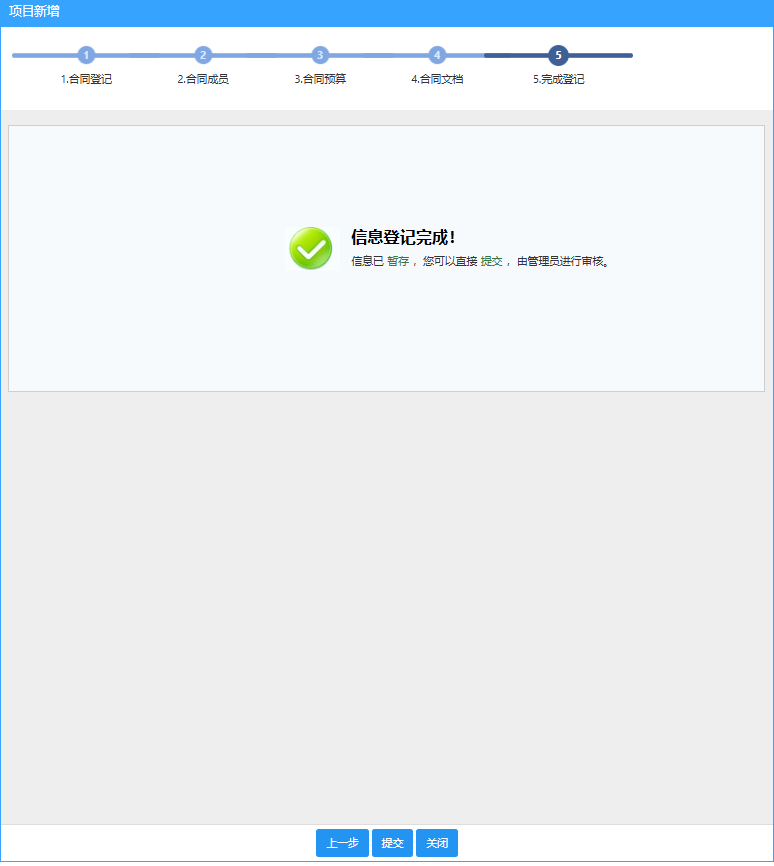 项目新增
1 2 3 4 5
1.合同登记 2.合同成员 3.合同预算 4.合同文档 5.完成登记
信息登记完成！
信息已 暂存 ，您可以直接 提交 ，由管理员进行审核。
上一步 提交 关闭